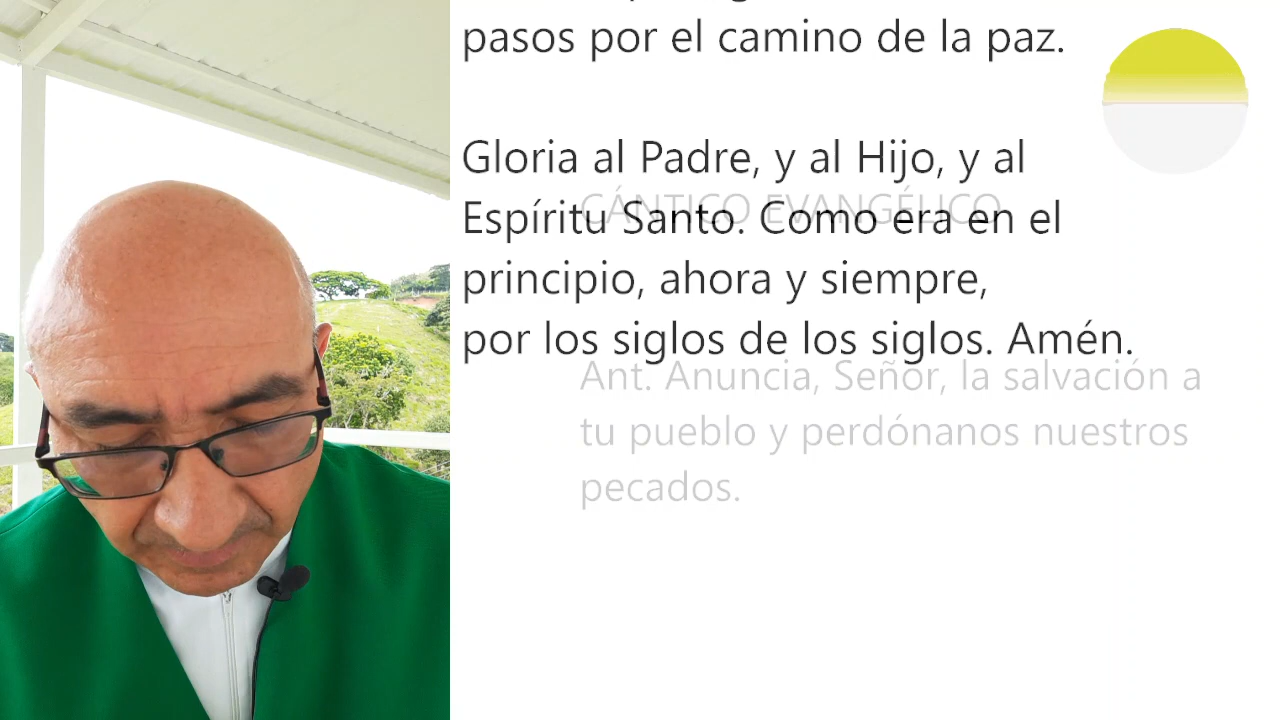 pasos por el camino de la paz.
Gloria al Padre, y al Hijo, y al
Espíritu Santo. Como era en el
principio, ahora y siempre,
por los siglos de los siglos. Amén.
CÁNTICO EVANGÉLICO
Ant. Anuncia, Señor, la salvación a
tu pueblo y perdónanos nuestros
pecados.